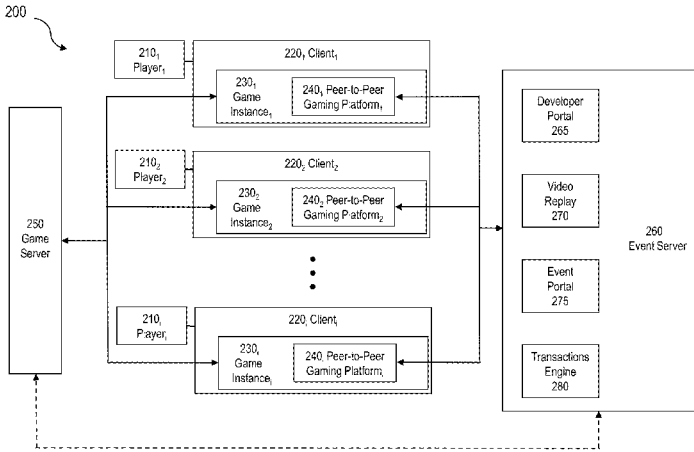 200
210₁
Player₁
220₁ Client₁
230₁
Game
Instance₁
240₁ Peer-to-Peer
Gaming Platform₁
210₂
Player₂
220₂ Client₂
230₂
Game
Instance₂
240₂ Peer-to-Peer
Gaming Platform₂
210ᵢ
Playerᵢ
220ᵢ Clientᵢ
230ᵢ
Game
Instanceᵢ
240ᵢ Peer-to-Peer
Gaming Platformᵢ
250
Game
Server
Developer
Portal
265
Video
Replay
270
Event
Portal
275
Transactions
Engine
280
260
Event Server